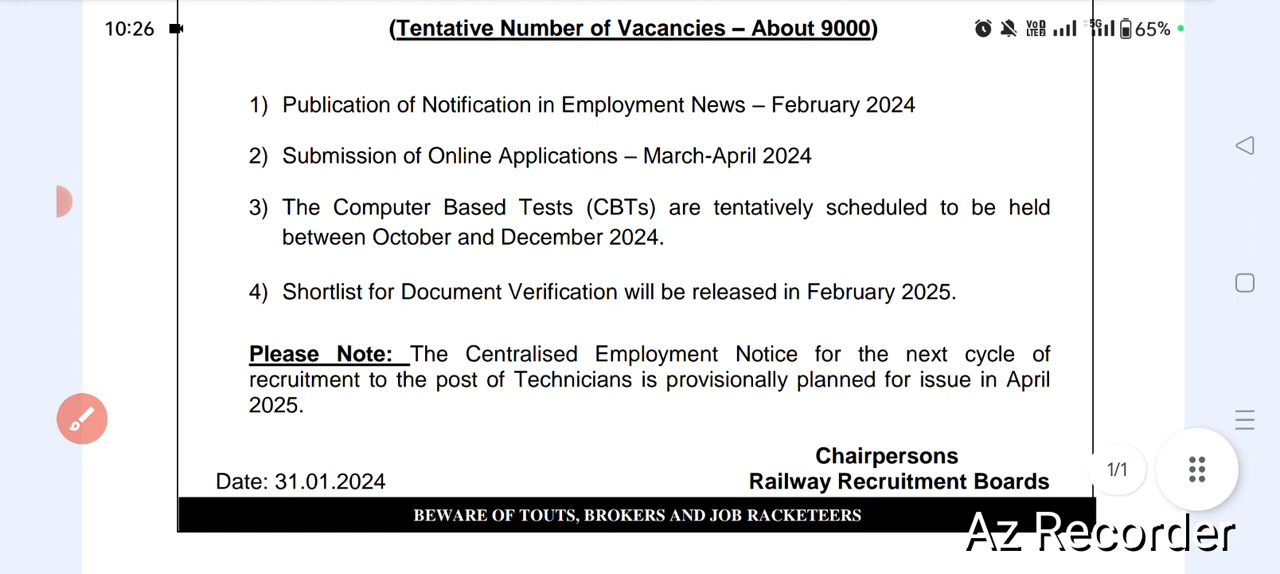 10:26
(Tentative Number of Vacancies – About 9000)
VoD LTE2 5G 65%
1) Publication of Notification in Employment News – February 2024
2) Submission of Online Applications – March-April 2024
3) The Computer Based Tests (CBTs) are tentatively scheduled to be held
between October and December 2024.
4) Shortlist for Document Verification will be released in February 2025.
Please Note: The Centralised Employment Notice for the next cycle of
recruitment to the post of Technicians is provisionally planned for issue in April
2025.
Chairpersons
Date: 31.01.2024 Railway Recruitment Boards
1/1
BEWARE OF TOUTS, BROKERS AND JOB RACKETEERS
Az Recorder